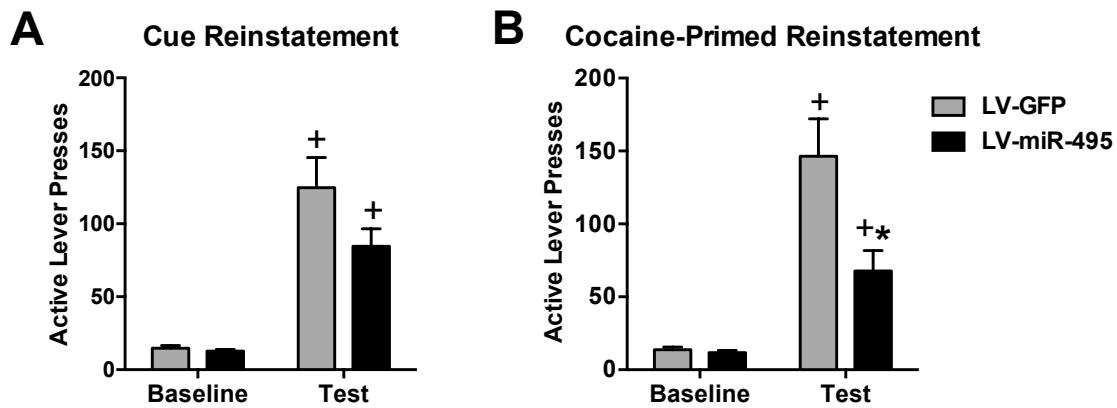 A
Cue Reinstatement
Active Lever Presses
200
150
100
50
0
+
+
Baseline
Test
B
Cocaine-Primed Reinstatement
Active Lever Presses
200
150
100
50
0
+
+*
Baseline
Test
LV-GFP
LV-miR-495